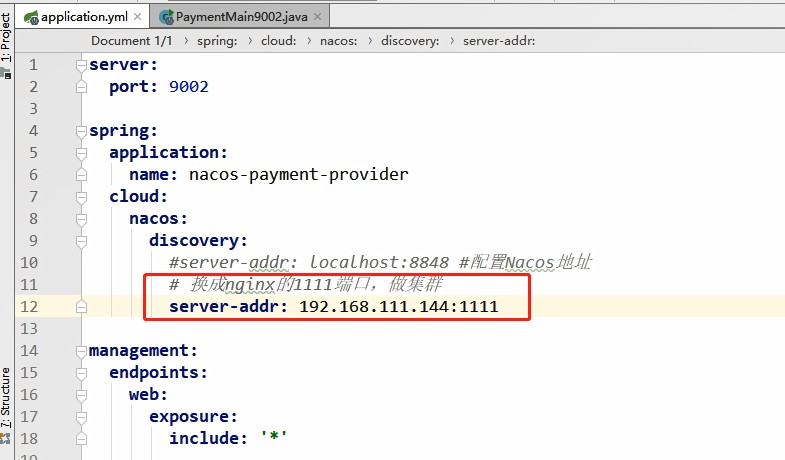 application.yml
PaymentMain9002.java
1: Project
Document 1/1 › spring: › cloud: › nacos: › discovery: › server-addr:
1 server:
2   port: 9002
3
4 spring:
5   application:
6     name: nacos-payment-provider
7   cloud:
8     nacos:
9       discovery:
10         #server-addr: localhost:8848 #配置Nacos地址
11         # 换成nginx的1111端口，做集群
12         server-addr: 192.168.111.144:1111
13
14 management:
15   endpoints:
16     web:
17       exposure:
18         include: '*'
7: Structure